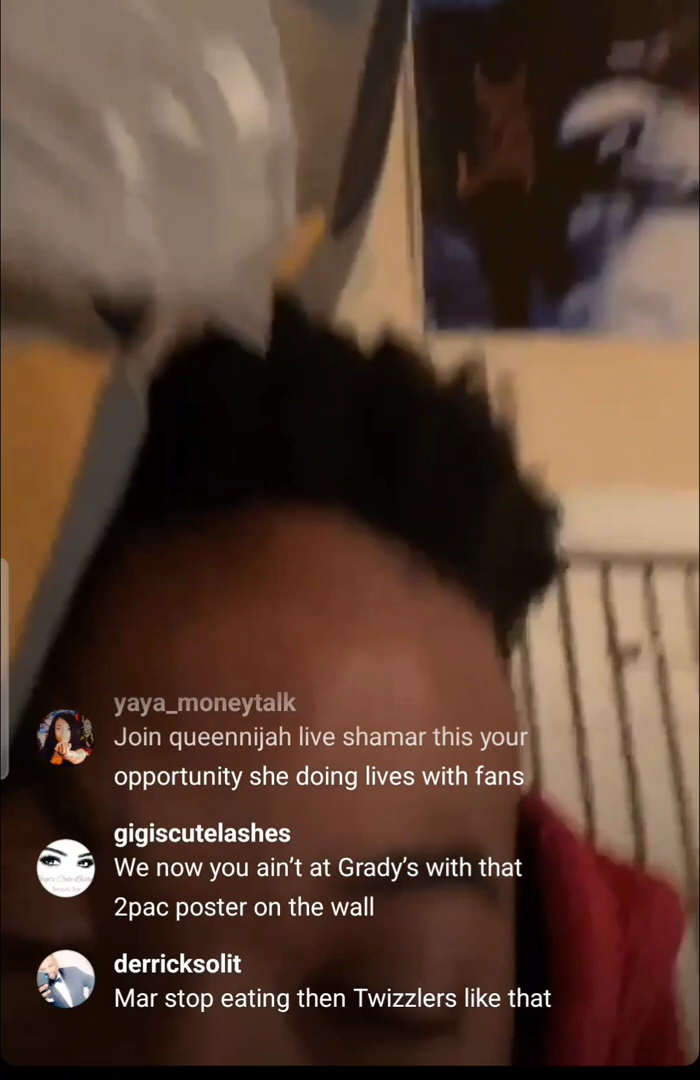 yaya_moneytalk
Join queennijah live shamar this your
opportunity she doing lives with fans
gigiscutelashes
We now you ain't at Grady's with that
2pac poster on the wall
derricksolit
Mar stop eating then Twizzlers like that